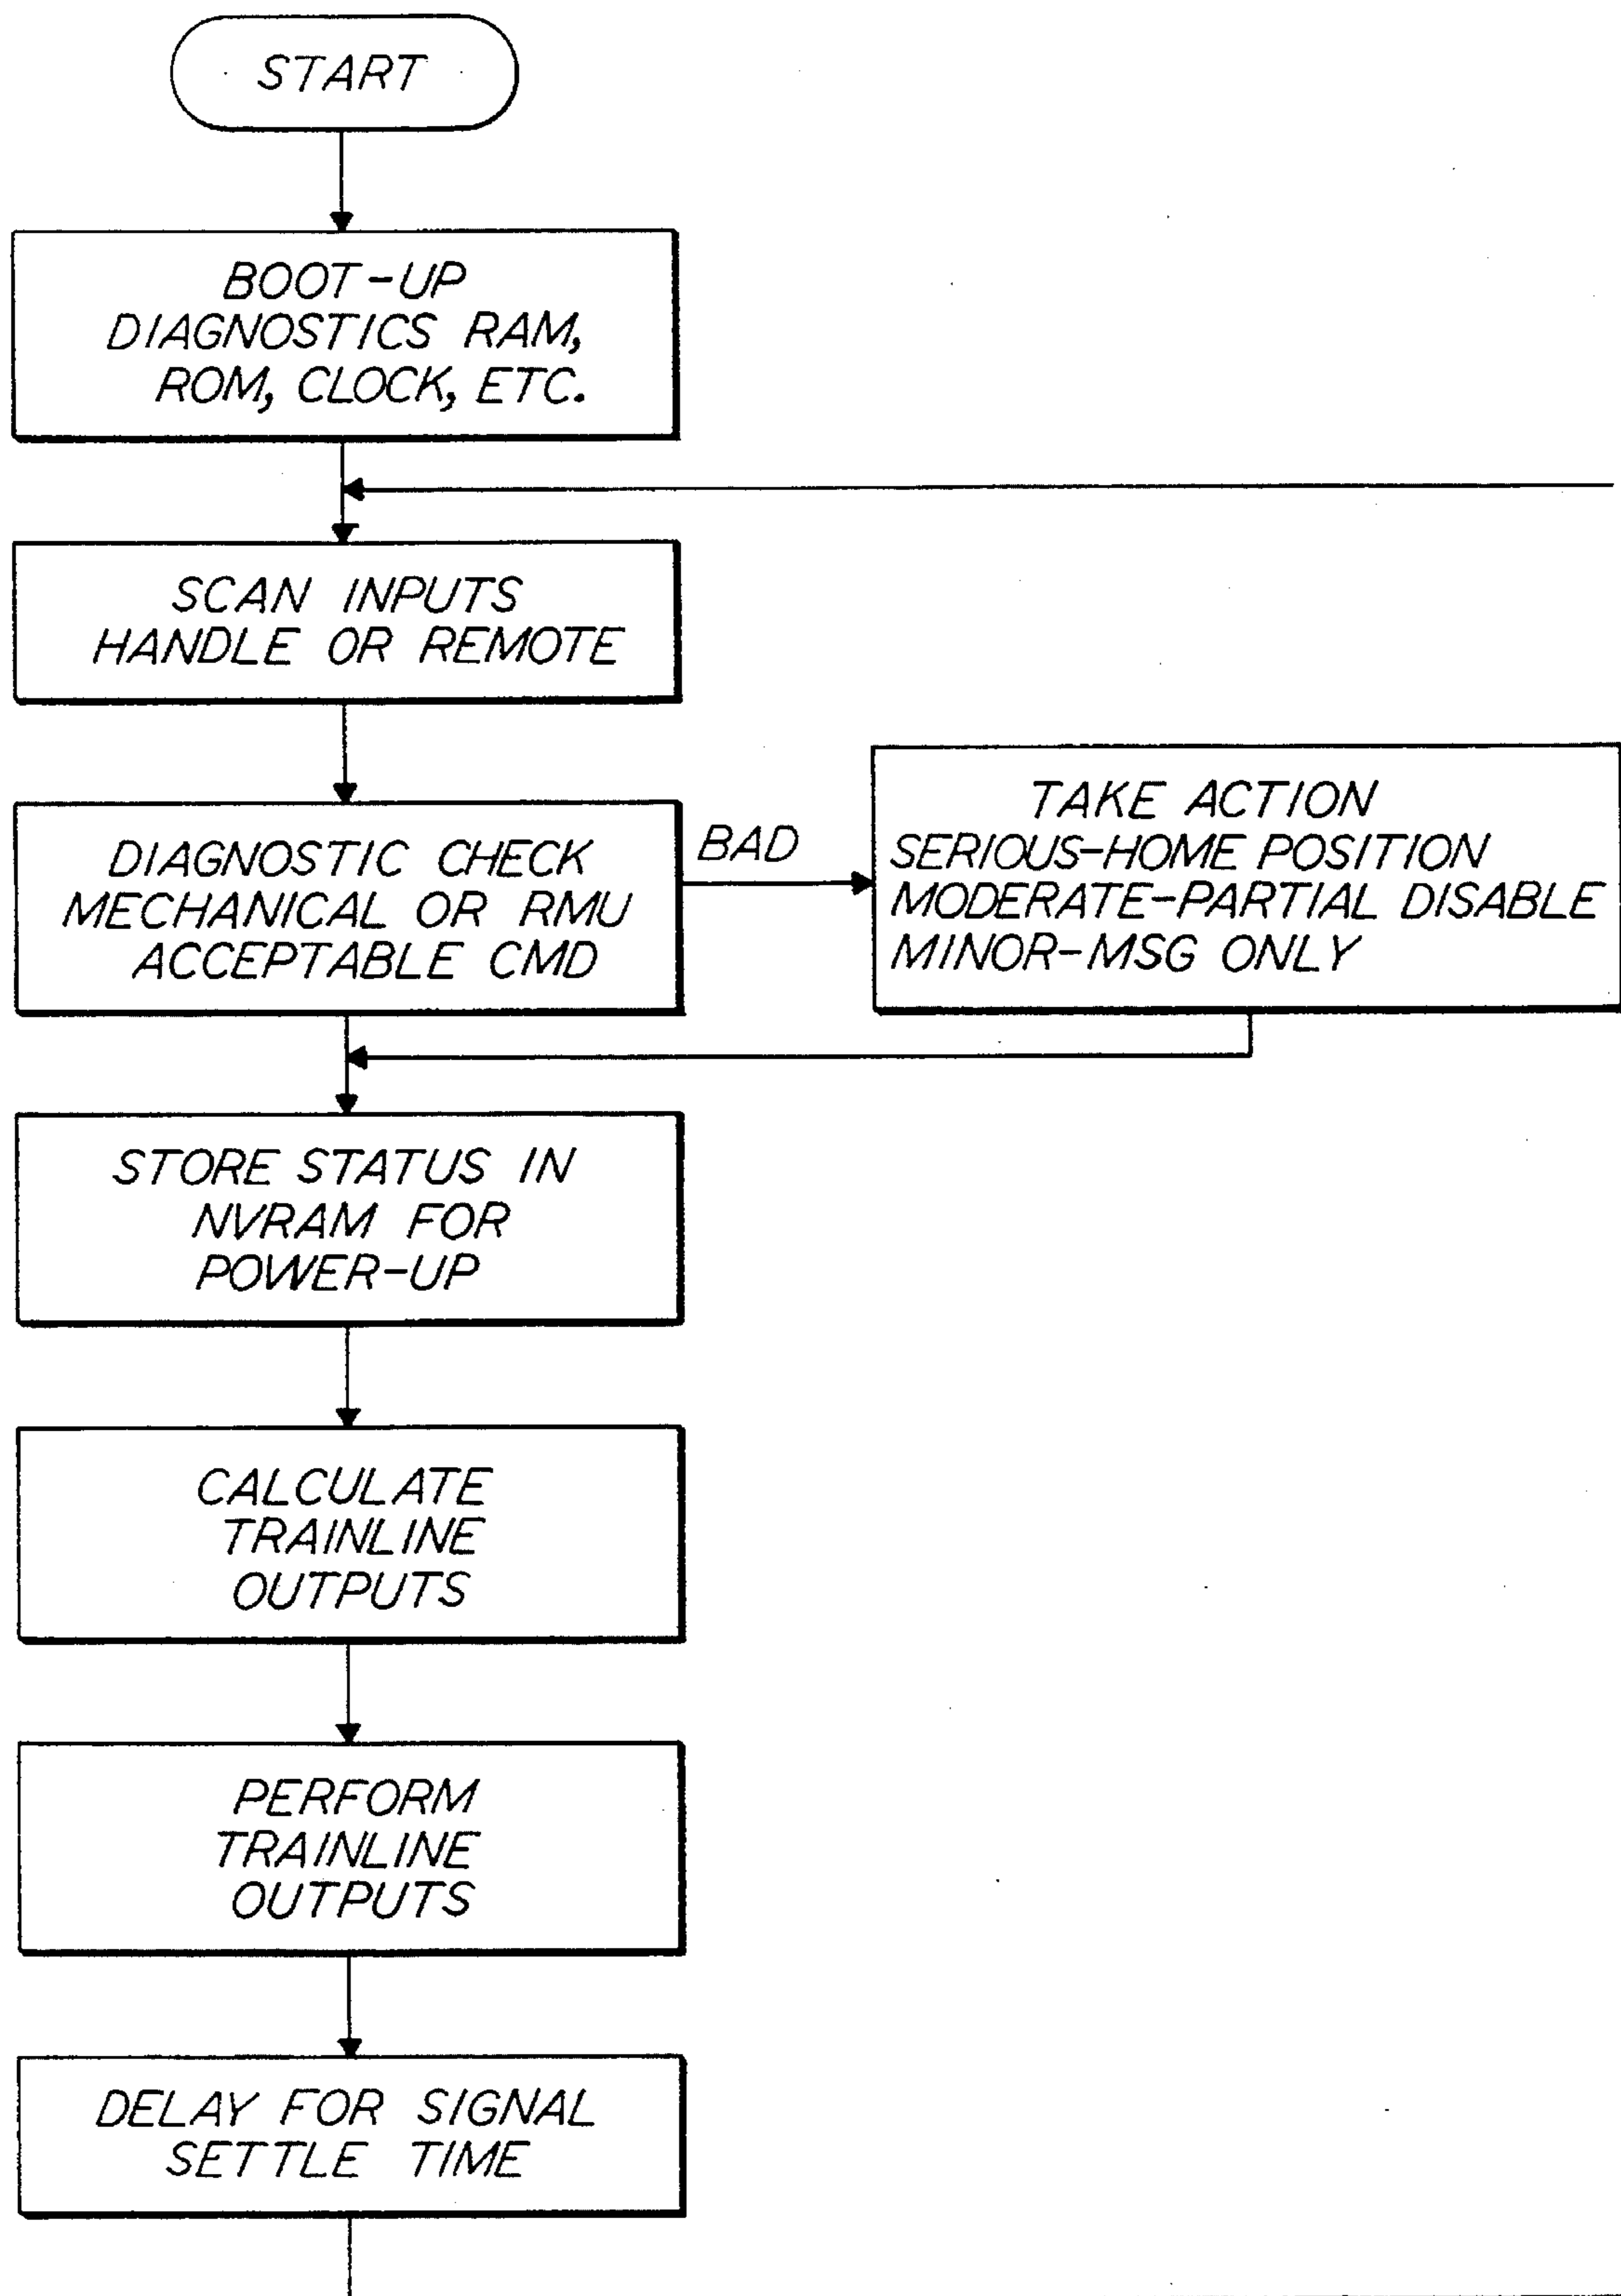 START
BOOT-UP
DIAGNOSTICS RAM,
ROM, CLOCK, ETC.
SCAN INPUTS
HANDLE OR REMOTE
DIAGNOSTIC CHECK
MECHANICAL OR RMU
ACCEPTABLE CMD
BAD
TAKE ACTION
SERIOUS-HOME POSITION
MODERATE-PARTIAL DISABLE
MINOR-MSG ONLY
STORE STATUS IN
NVRAM FOR
POWER-UP
CALCULATE
TRAINLINE
OUTPUTS
PERFORM
TRAINLINE
OUTPUTS
DELAY FOR SIGNAL
SETTLE TIME